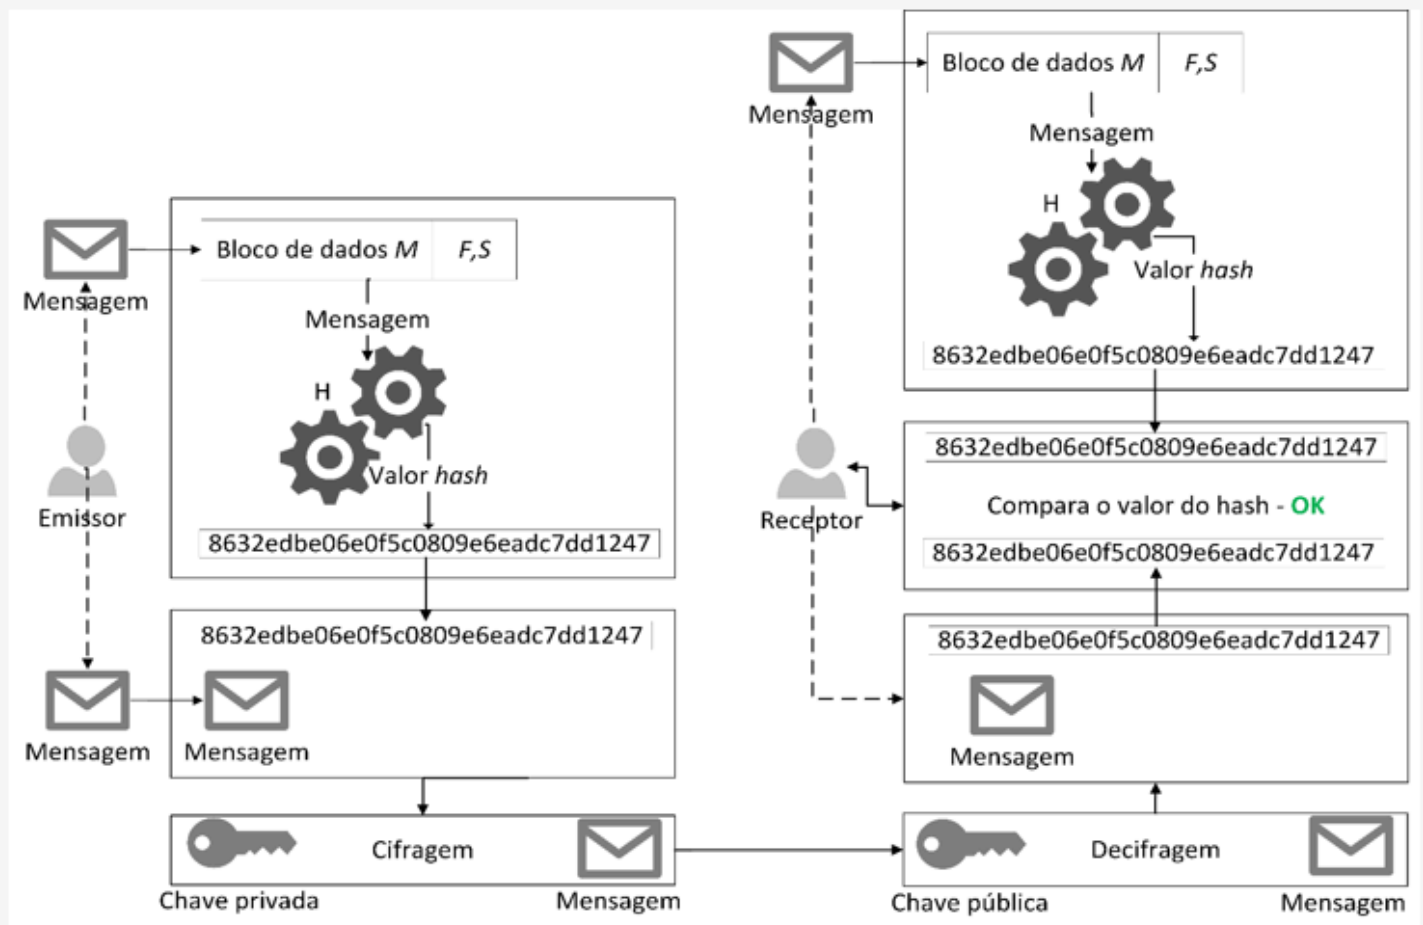 Mensagem
Bloco de dados M
F,S
Mensagem
H
Valor hash
8632edbe06e0f5c0809e6eadc7dd1247
Emissor
8632edbe06e0f5c0809e6eadc7dd1247
Mensagem
Mensagem
Cifragem
Chave privada
Mensagem
Mensagem
Bloco de dados M
F,S
Mensagem
H
Valor hash
8632edbe06e0f5c0809e6eadc7dd1247
8632edbe06e0f5c0809e6eadc7dd1247
Receptor
Compara o valor do hash - OK
8632edbe06e0f5c0809e6eadc7dd1247
8632edbe06e0f5c0809e6eadc7dd1247
Mensagem
Decifragem
Chave pública
Mensagem